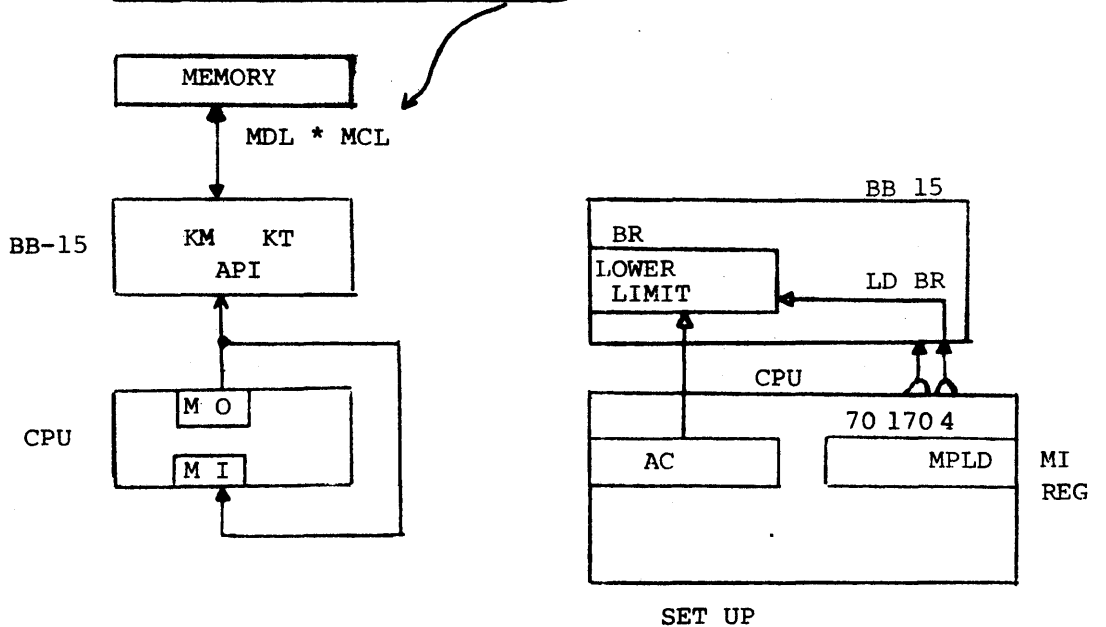 MEMORY
MDL * MCL
BB-15
KM KT
API
CPU
M O
M I
BB 15
BR
LOWER
LIMIT
LD BR
CPU
70 170 4
AC
MPLD
MI
REG
SET UP